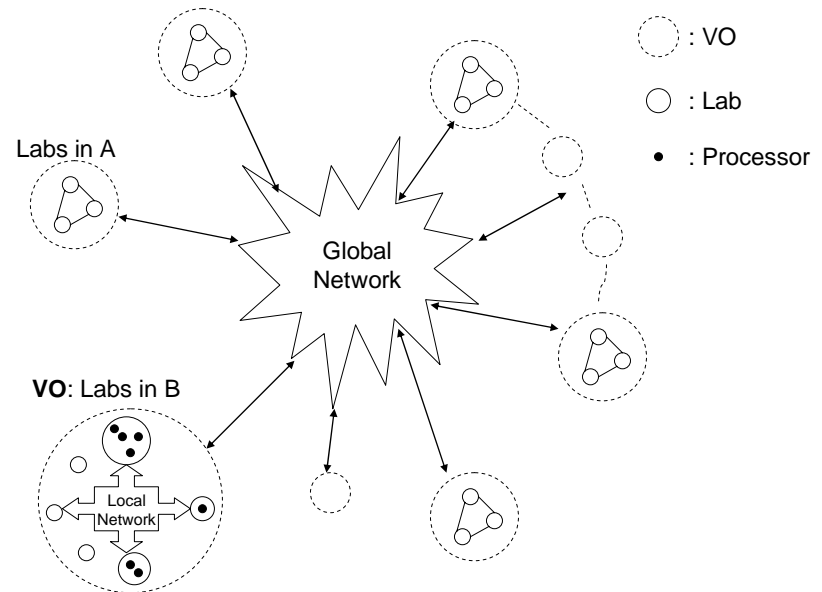 : VO
: Lab
: Processor
Labs in A
Global
Network
VO: Labs in B
Local
Network